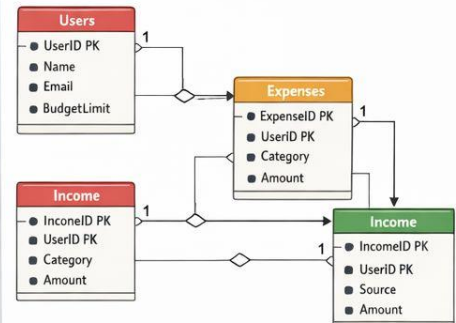 Users
UserID PK
Name
Email
BudgetLimit
1
Expenses
ExpenseID PK
UserID PK
Category
Amount
1
Income
InconeID PK
UserID PK
Category
Amount
1
1
Income
IncomeID PK
UserID PK
Source
Amount